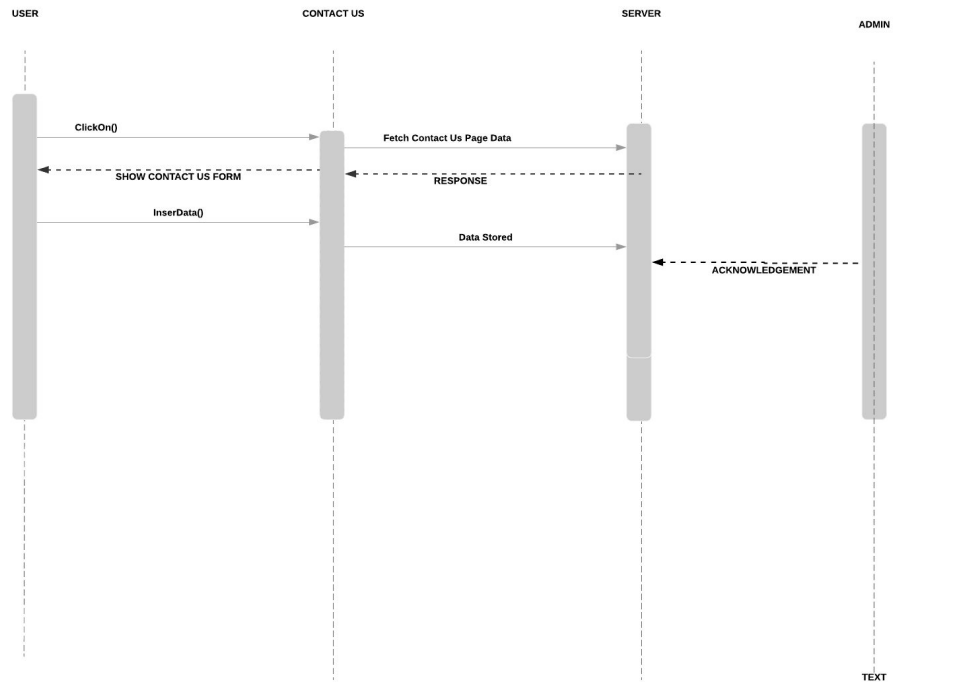 USER
CONTACT US
SERVER
ADMIN
ClickOn()
Fetch Contact Us Page Data
SHOW CONTACT US FORM
RESPONSE
InserData()
Data Stored
ACKNOWLEDGEMENT
TEXT